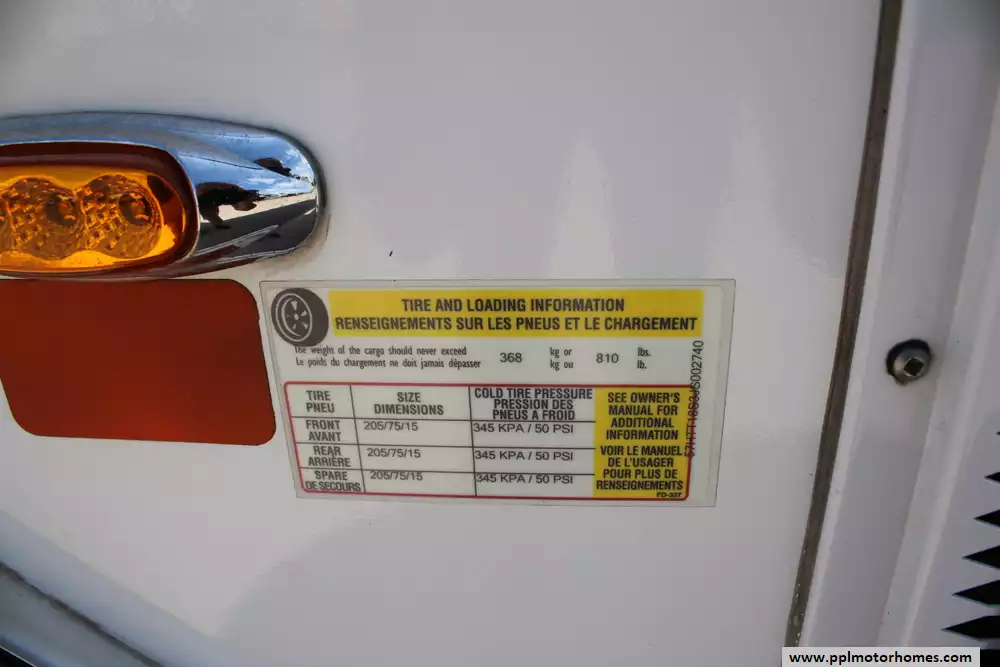 TIRE AND LOADING INFORMATION
RENSEIGNEMENTS SUR LES PNEUS ET LE CHARGEMENT
The weight of the cargo should never exceed 368 kg or 810 lbs.
Le poids du chargement ne doit jamais dépasser kg ou lb.
TIRE PNEU SIZE DIMENSIONS COLD TIRE PRESSURE PRESSION DES PNEUS A FROID
FRONT AVANT 205/75/15 345 KPA / 50 PSI
REAR ARRIÈRE 205/75/15 345 KPA / 50 PSI
SPARE DE SECOURS 205/75/15 345 KPA / 50 PSI
SEE OWNER'S
MANUAL FOR
ADDITIONAL
INFORMATION
VOIR LE MANUEL
DE L'USAGER
POUR PLUS DE
RENSEIGNEMENTS
FD-337
www.pplmotorhomes.com